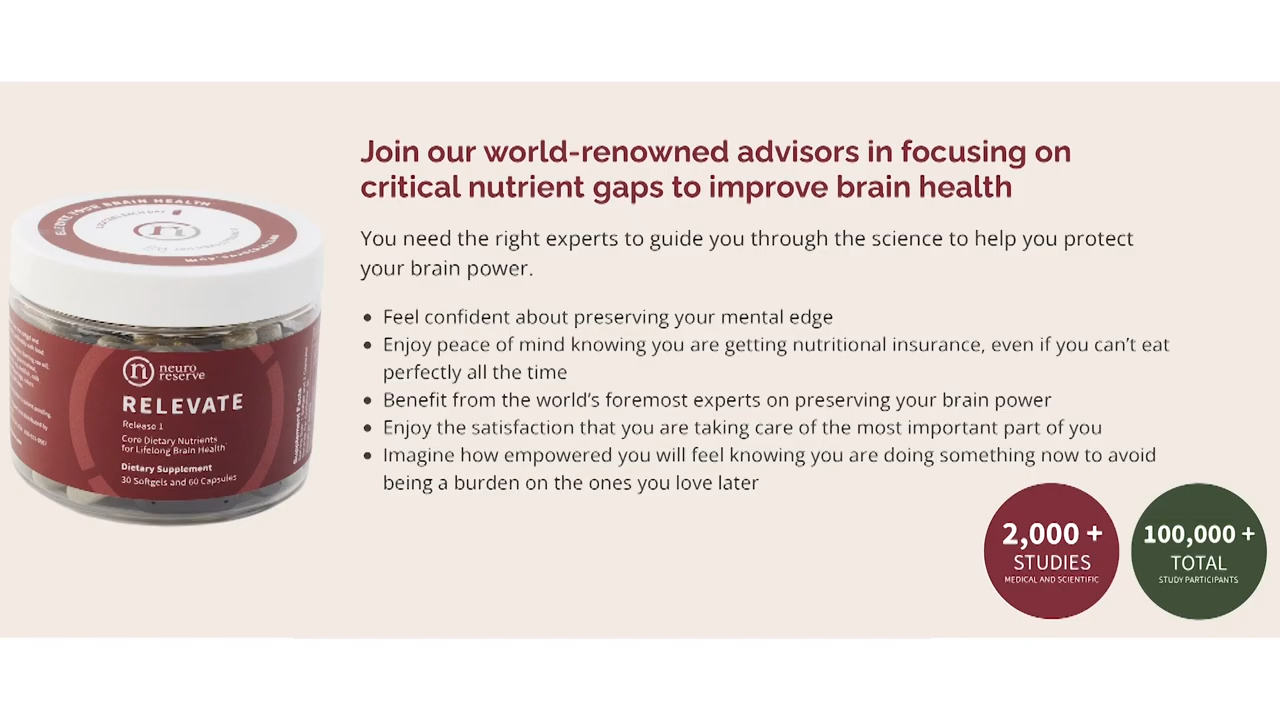 Join our world-renowned advisors in focusing on
critical nutrient gaps to improve brain health
You need the right experts to guide you through the science to help you protect
your brain power.
• Feel confident about preserving your mental edge
• Enjoy peace of mind knowing you are getting nutritional insurance, even if you can't eat
perfectly all the time
• Benefit from the world's foremost experts on preserving your brain power
• Enjoy the satisfaction that you are taking care of the most important part of you
• Imagine how empowered you will feel knowing you are doing something now to avoid
being a burden on the ones you love later
YOUR BRAIN HEALTH
neuro
reserve
RELEVATE
Release 1
Core Dietary Nutrients
for Lifelong Brain Health
Dietary Supplement
30 Softgels and 60 Capsules
Supplement Facts
2,000 +
STUDIES
MEDICAL AND SCIENTIFIC
100,000 +
TOTAL
STUDY PARTICIPANTS